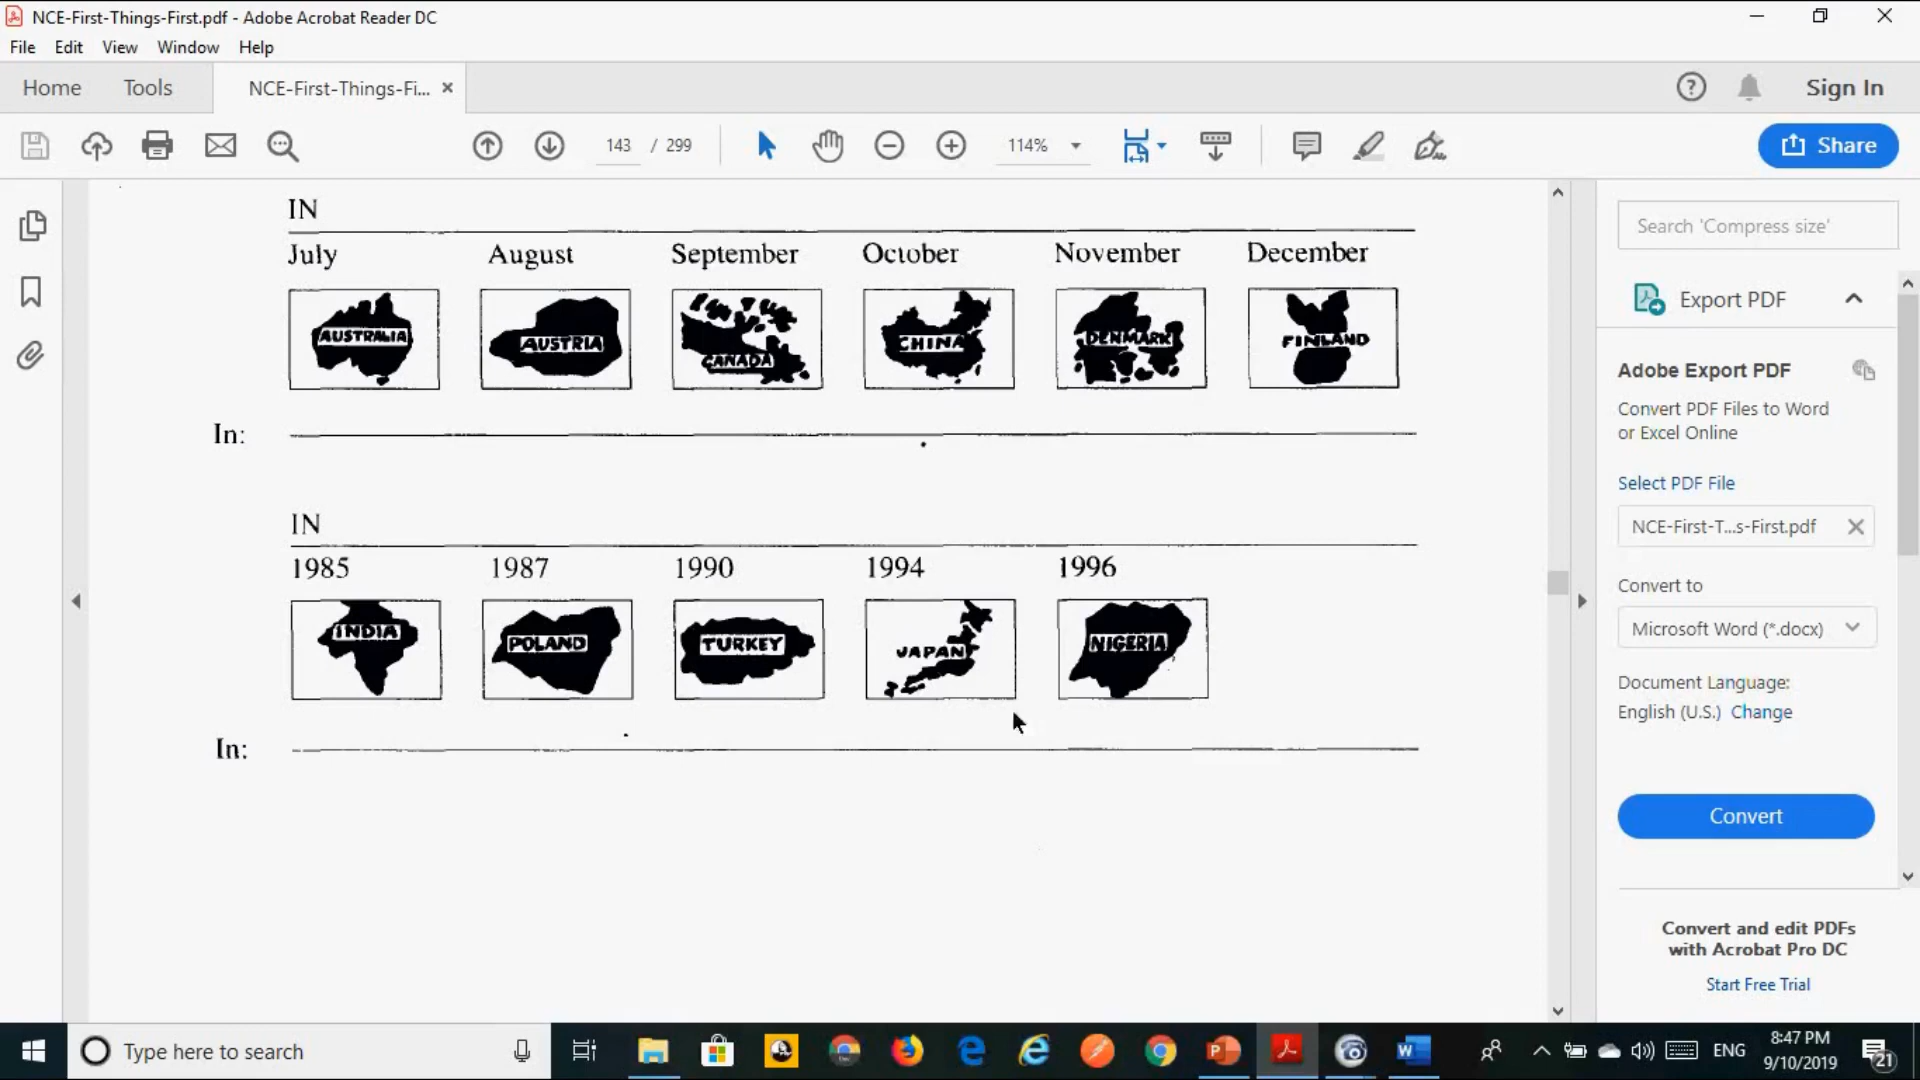 NCE-First-Things-First.pdf - Adobe Acrobat Reader DC
File Edit View Window Help
Home Tools NCE-First-Things-Fi... × Sign In
143 / 299 114% Share
IN
July August September October November December
AUSTRALIA AUSTRIA CANADA CHINA DENMARK FINLAND
In:
IN
1985 1987 1990 1994 1996
INDIA POLAND TURKEY JAPAN NIGERIA
In:
Search 'Compress size'
Export PDF
Adobe Export PDF
Convert PDF Files to Word
or Excel Online
Select PDF File
NCE-First-T...s-First.pdf
Convert to
Microsoft Word (*.docx)
Document Language:
English (U.S.) Change
Convert
Convert and edit PDFs
with Acrobat Pro DC
Start Free Trial
Type here to search
ENG
8:47 PM
9/10/2019
21